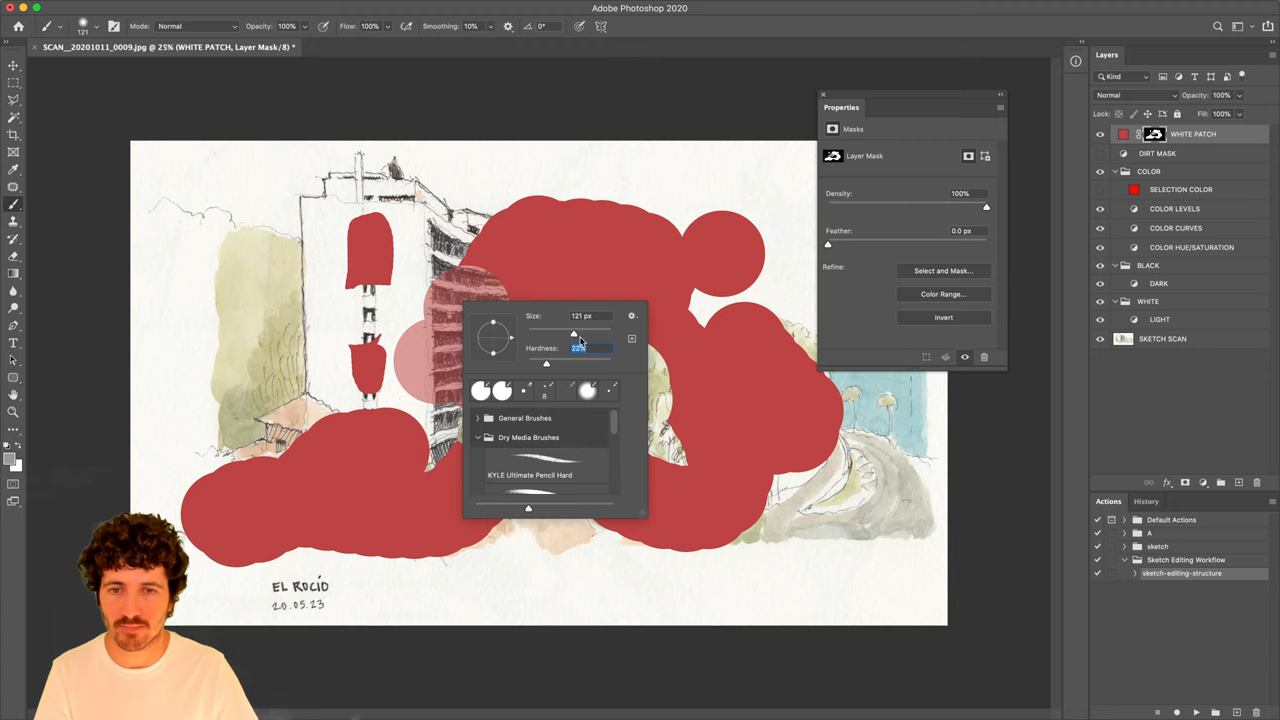 Adobe Photoshop 2020
121
Mode: Normal
Opacity: 100%
Flow: 100%
Smoothing: 10%
0°
SCAN__20201011_0009.jpg @ 25% (WHITE PATCH, Layer Mask/8) *
Properties
Masks
Layer Mask
Density: 100%
Feather: 0.0 px
Refine:
Select and Mask...
Color Range...
Invert
Size: 121 px
Hardness: 22%
8
General Brushes
Dry Media Brushes
KYLE Ultimate Pencil Hard
EL ROCÍO
20.05.23
Layers
Kind
Normal
Opacity: 100%
Lock:
Fill: 100%
WHITE PATCH
DIRT MASK
COLOR
SELECTION COLOR
COLOR LEVELS
COLOR CURVES
COLOR HUE/SATURATION
BLACK
DARK
WHITE
LIGHT
SKETCH SCAN
fx
Actions
History
Default Actions
A
sketch
Sketch Editing Workflow
sketch-editing-structure